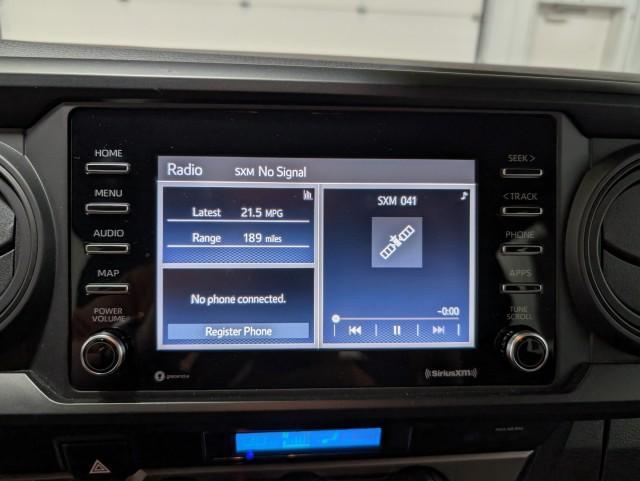 HOME
MENU
AUDIO
MAP
POWER
VOLUME
Radio SXM No Signal
Latest 21.5 MPG
Range 189 miles
No phone connected.
Register Phone
SXM 041
-0:00
SEEK >
< TRACK
PHONE
APPS
TUNE
SCROLL
gracenote
((SiriusXM))